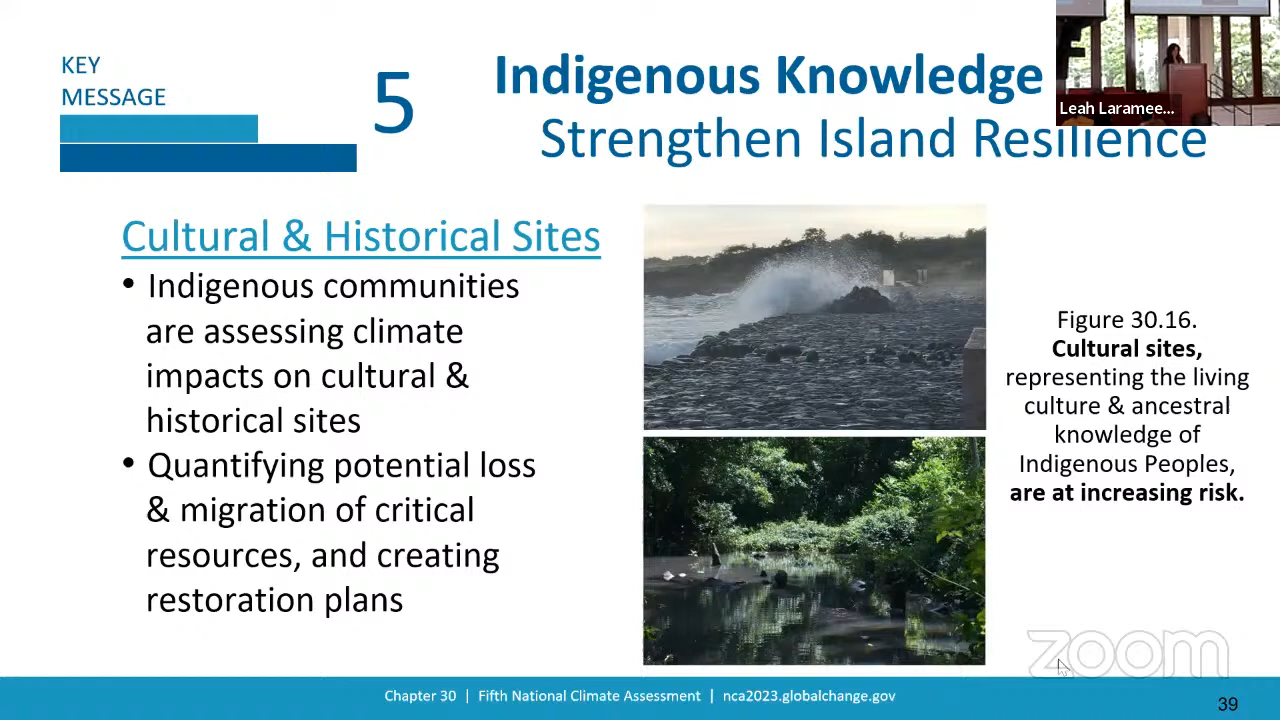 KEY
MESSAGE
5
Indigenous Knowledge
Strengthen Island Resilience
Leah Laramee...
Cultural & Historical Sites
• Indigenous communities
are assessing climate
impacts on cultural &
historical sites
• Quantifying potential loss
& migration of critical
resources, and creating
restoration plans
Figure 30.16.
Cultural sites,
representing the living
culture & ancestral
knowledge of
Indigenous Peoples,
are at increasing risk.
zoom
Chapter 30 | Fifth National Climate Assessment | nca2023.globalchange.gov
39